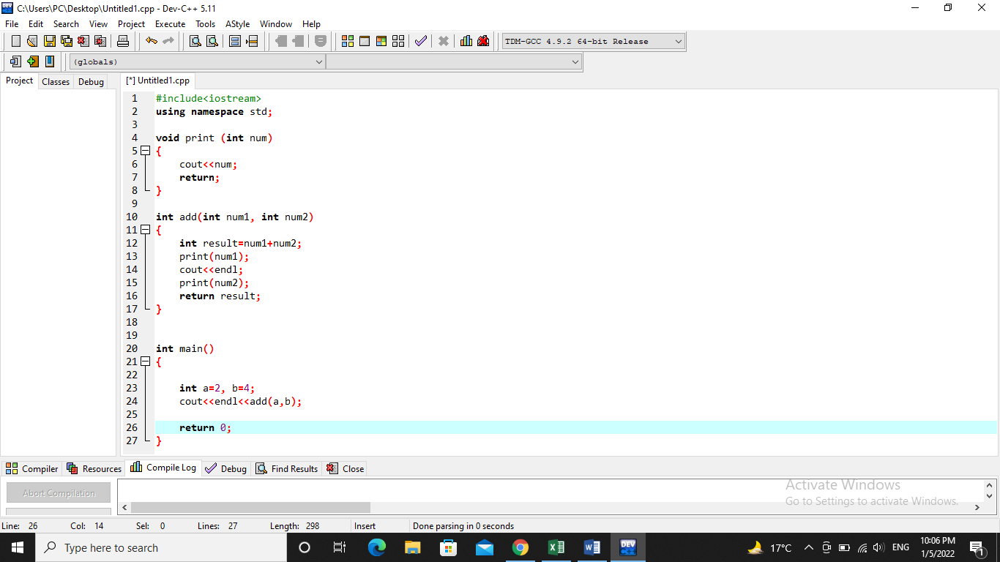 C:\Users\PC\Desktop\Untitled1.cpp - Dev-C++ 5.11
File Edit Search View Project Execute Tools AStyle Window Help
TDM-GCC 4.9.2 64-bit Release
(globals)
Project Classes Debug [*] Untitled1.cpp
1 #include<iostream>
2 using namespace std;
3
4 void print (int num)
5 {
6 cout<<num;
7 return;
8 }
9
10 int add(int num1, int num2)
11 {
12 int result=num1+num2;
13 print(num1);
14 cout<<endl;
15 print(num2);
16 return result;
17 }
18
19
20 int main()
21 {
22
23 int a=2, b=4;
24 cout<<endl<<add(a,b);
25
26 return 0;
27 }
Compiler Resources Compile Log Debug Find Results Close
Abort Compilation
Activate Windows
Go to Settings to activate Windows.
Line: 26 Col: 14 Sel: 0 Lines: 27 Length: 298 Insert Done parsing in 0 seconds
Type here to search
DEV
17°C
ENG
10:06 PM
1/5/2022
1